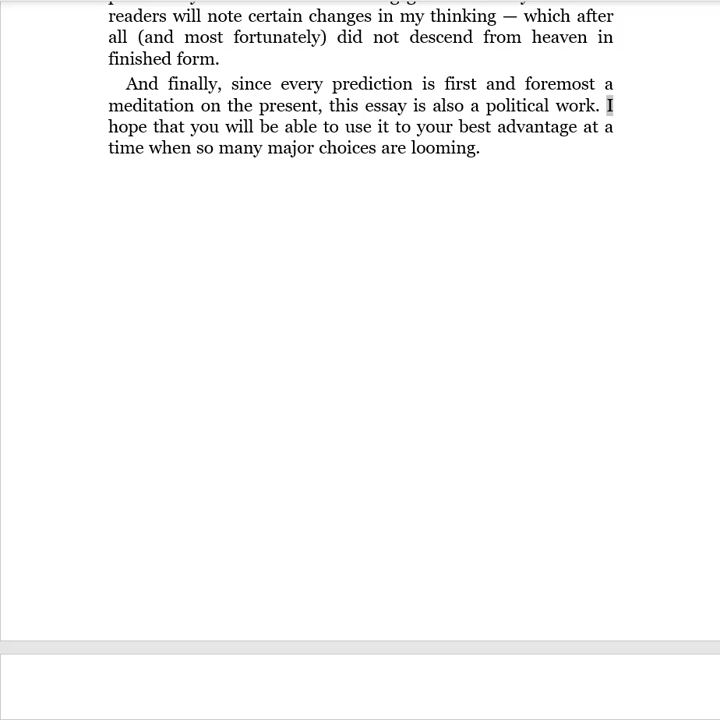 readers will note certain changes in my thinking — which after
all (and most fortunately) did not descend from heaven in
finished form.
And finally, since every prediction is first and foremost a
meditation on the present, this essay is also a political work. I
hope that you will be able to use it to your best advantage at a
time when so many major choices are looming.